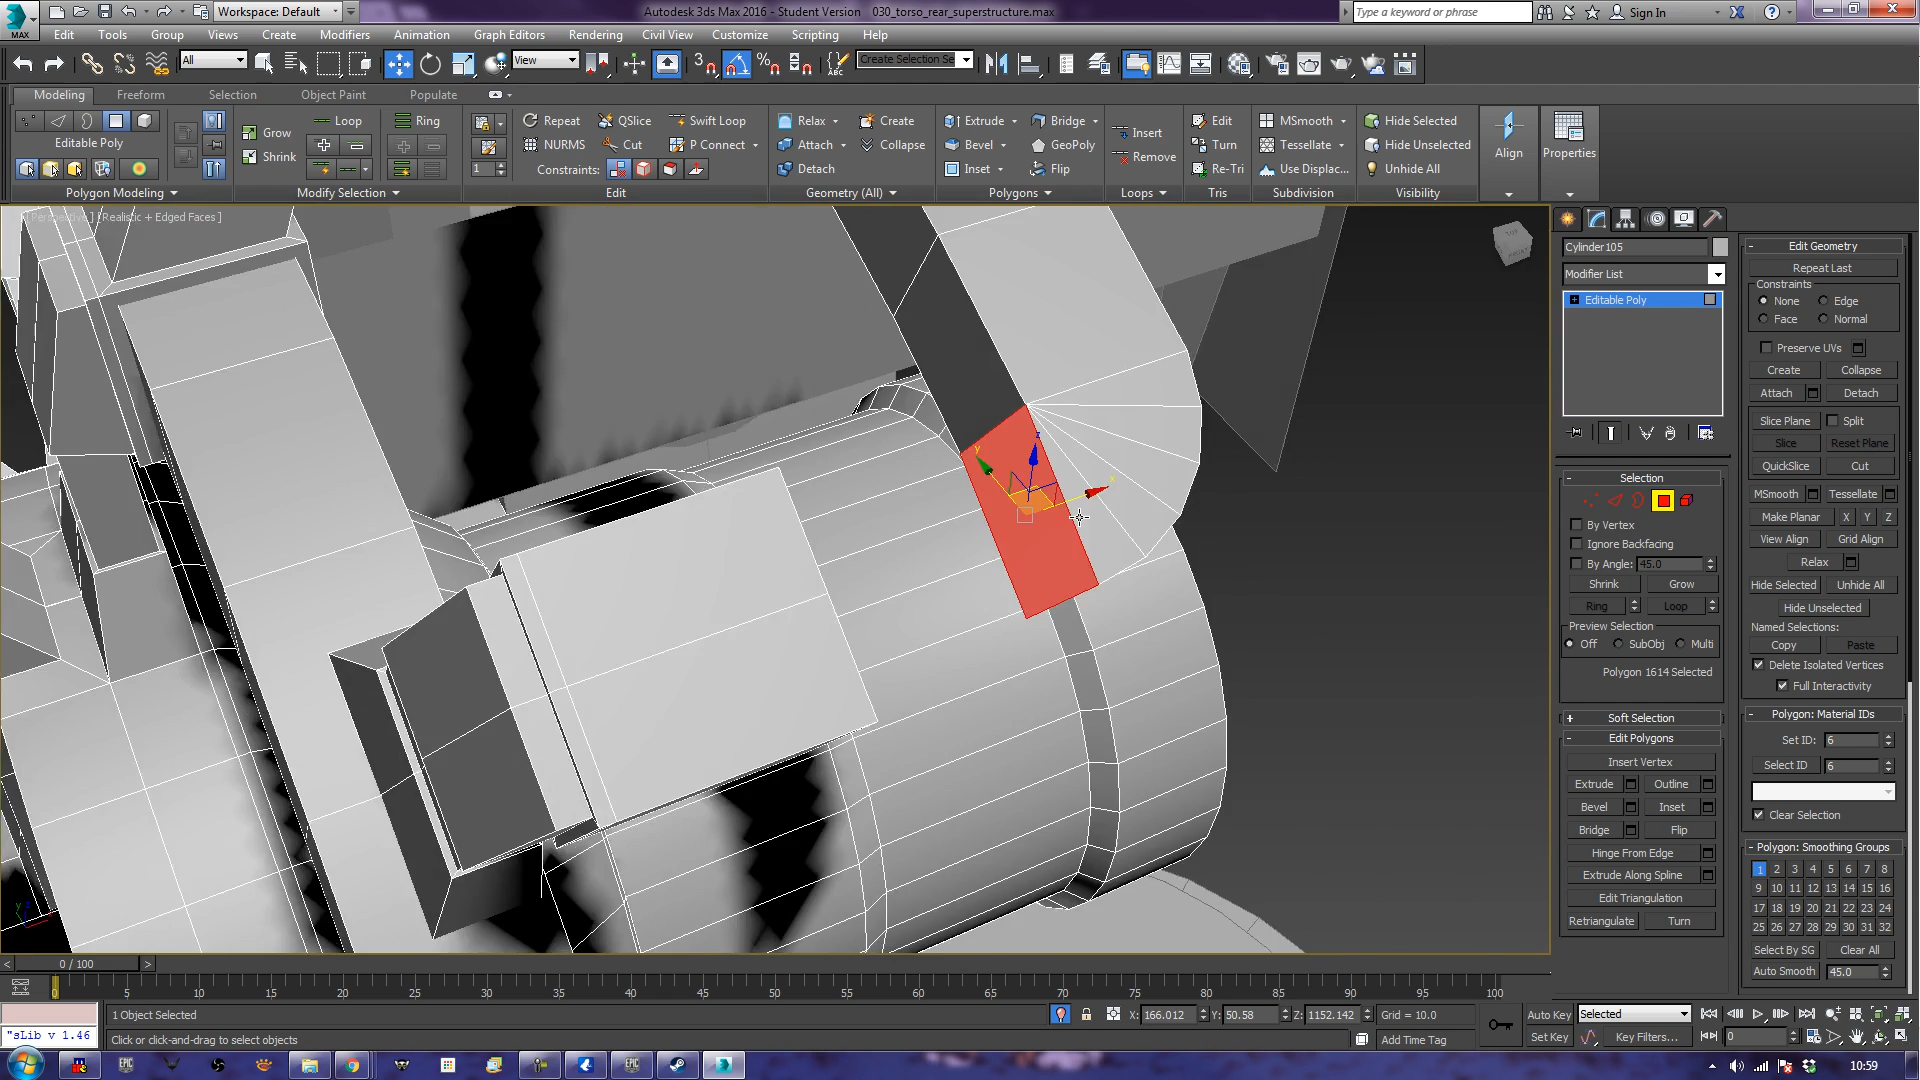 MAX
Workspace: Default
Autodesk 3ds Max 2016 - Student Version    030_torso_rear_superstructure.max
Type a keyword or phrase
Sign In
Edit Tools Group Views Create Modifiers Animation Graph Editors Rendering Civil View Customize Scripting Help
All
View
3
ABC
Create Selection Se
Modeling Freeform Selection Object Paint Populate
Loop Ring Repeat QSlice Swift Loop Relax Create Extrude Bridge Insert Edit MSmooth Hide Selected
Edit Editable Poly
Grow NURMS Cut P Connect Attach Collapse Bevel GeoPoly Remove Turn Tessellate Hide Unselected Align Properties
Shrink 1 Constraints: Detach Inset Flip Re-Tri Use Displac... Unhide All
Polygon Modeling Modify Selection Edit Geometry (All) Polygons Loops Tris Subdivision Visibility
[Perspective] [Realistic + Edged Faces]
x
y
z
Cylinder105
Modifier List
Editable Poly
Selection
By Vertex
Ignore Backfacing
By Angle: 45.0
Shrink Grow
Ring Loop
Preview Selection
Off SubObj Multi
Polygon 1614 Selected
Soft Selection
Edit Polygons
Insert Vertex
Extrude Outline
Bevel Inset
Bridge Flip
Hinge From Edge
Extrude Along Spline
Edit Triangulation
Retriangulate Turn
Edit Geometry
Repeat Last
Constraints
None Edge
Face Normal
Preserve UVs
Create Collapse
Attach Detach
Slice Plane Split
Slice Reset Plane
QuickSlice Cut
MSmooth Tessellate
Make Planar X Y Z
View Align Grid Align
Relax
Hide Selected Unhide All
Hide Unselected
Named Selections:
Copy Paste
Delete Isolated Vertices
Full Interactivity
Polygon: Material IDs
Set ID: 6
Select ID 6
Clear Selection
Polygon: Smoothing Groups
1 2 3 4 5 6 7 8
9 10 11 12 13 14 15 16
17 18 19 20 21 22 23 24
25 26 27 28 29 30 31 32
Select By SG Clear All
Auto Smooth 45.0
< 0 / 100 >
0 5 10 15 20 25 30 35 40 45 50 55 60 65 70 75 80 85 90 95 100
1 Object Selected
X: 166.012 Y: 50.58 Z: 1152.142 Grid = 10.0
Auto Key Selected
"sLib v 1.46
Click or click-and-drag to select objects
Add Time Tag
Set Key Key Filters... 0
EPIC
EPIC
10:59